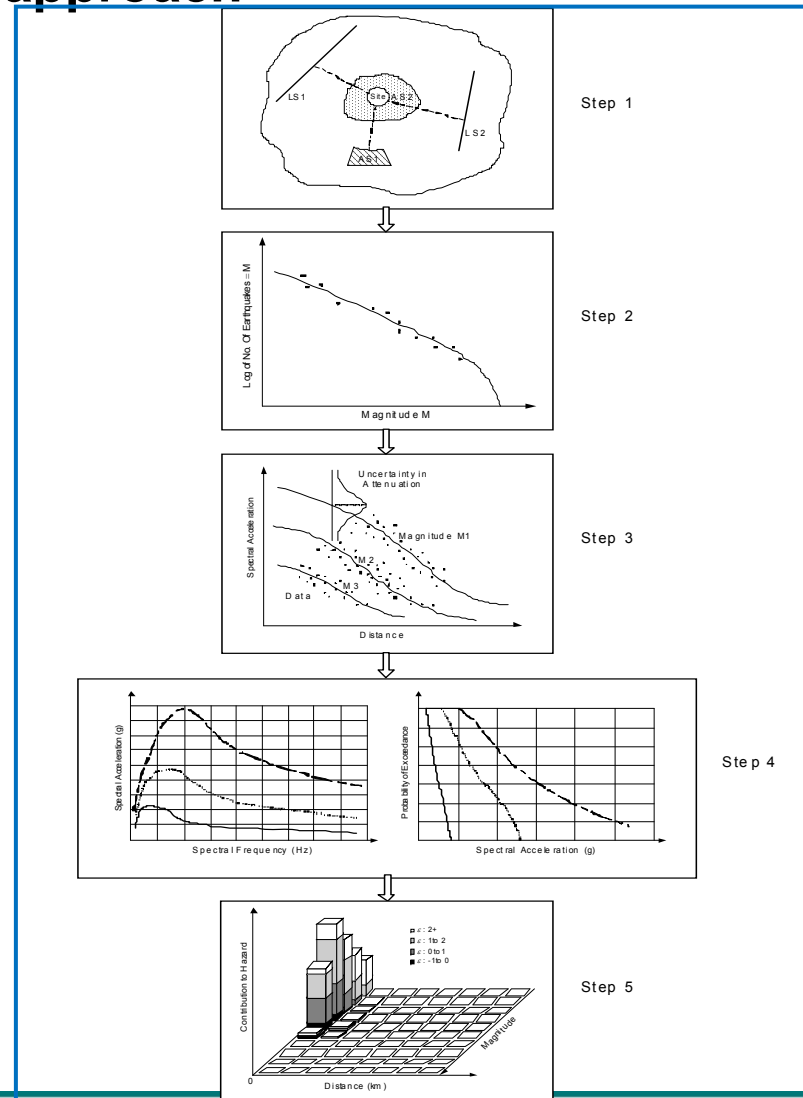 approach
LS1
Site
AS2
LS2
AS1
Step 1
Log of No. Of Earthquakes = M
Magnitude M
Step 2
Uncertainty in
Attenuation
Spectral Acceleration
Magnitude M1
M2
M3
Data
Distance
Step 3
Spectral Acceleration (g)
Spectral Frequency (Hz)
Probability of Exceedance
Spectral Acceleration (g)
Step 4
Contribution to Hazard
ε : 2+
ε : 1 to 2
ε : 0 to 1
ε : -1 to 0
Magnitude
0
Distance (km)
Step 5